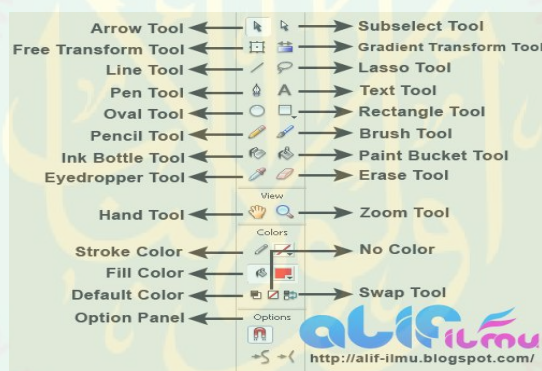 Arrow Tool
Subselect Tool
Free Transform Tool
Gradient Transform Tool
Line Tool
Lasso Tool
Pen Tool
A
Text Tool
Oval Tool
Rectangle Tool
Pencil Tool
Brush Tool
Ink Bottle Tool
Paint Bucket Tool
Eyedropper Tool
Erase Tool
View
Hand Tool
Zoom Tool
Colors
Stroke Color
No Color
Fill Color
Default Color
Swap Tool
Option Panel
Options
ALIF ilmu
http://alif-ilmu.blogspot.com/